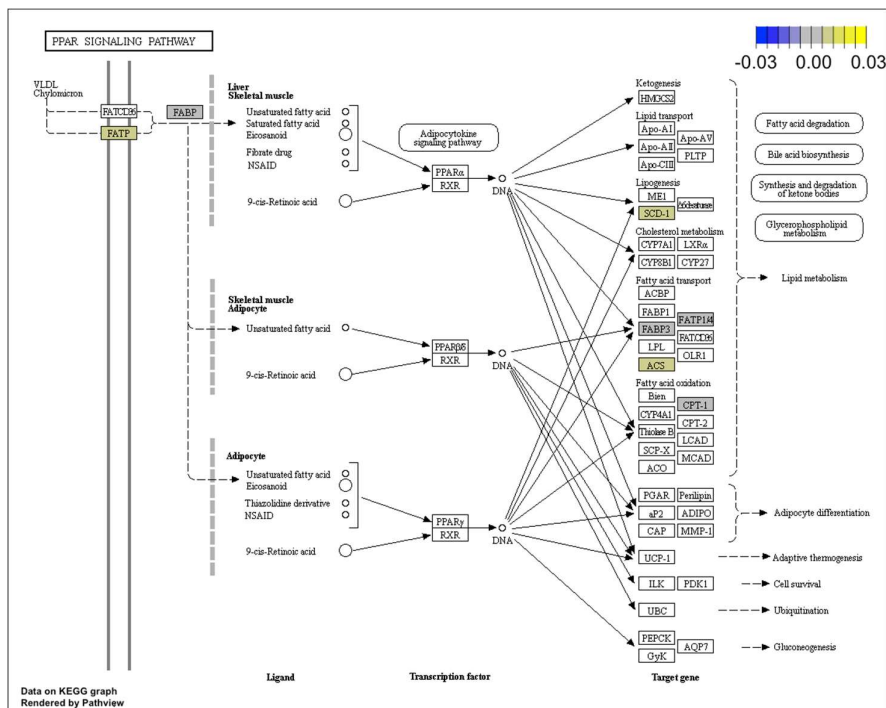 PPAR SIGNALING PATHWAY
-0.03 0.00 0.03
VLDL
Chylomicron
FATCD36
FATP
FABP
Liver
Skeletal muscle
Unsaturated fatty acid
Saturated fatty acid
Eicosanoid
Fibrate drug
NSAID
9-cis-Retinoic acid
Adipocytokine
signaling pathway
PPARα
RXR
DNA
Skeletal muscle
Adipocyte
Unsaturated fatty acid
9-cis-Retinoic acid
PPARβ/δ
RXR
DNA
Adipocyte
Unsaturated fatty acid
Eicosanoid
Thiazolidine derivative
NSAID
9-cis-Retinoic acid
PPARγ
RXR
DNA
Ketogenesis
HMGCS2
Lipid transport
Apo-AI
Apo-AII
Apo-CIII
Apo-AV
PLTP
Lipogenesis
ME1
SCD-1
Cholesterol metabolism
CYP7A1
LXRα
CYP8B1
CYP27
Fatty acid transport
ACBP
FABP1
FABP3
LPL
ACS
FATP1/4
FATCD36
OLR1
Fatty acid oxidation
Bien
CYP4A1
Thiolase B
SCP-X
ACO
CPT-1
CPT-2
LCAD
MCAD
PGAR
Perilipin
aP2
ADIPO
CAP
MMP-1
UCP-1
ILK
PDK1
UBC
PEPCK
GyK
AQP7
Fatty acid degradation
Bile acid biosynthesis
Synthesis and degradation
of ketone bodies
Glycerophospholipid
metabolism
Lipid metabolism
Adipocyte differentiation
Adaptive thermogenesis
Cell survival
Ubiquitination
Gluconeogenesis
Ligand
Transcription factor
Target gene
Data on KEGG graph
Rendered by Pathview